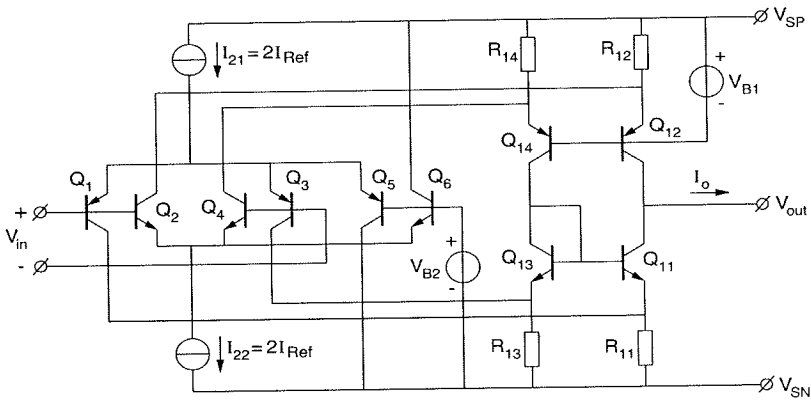 V_SP
I_21=2I_Ref
R_14
R_12
+
V_B1
-
Q_14
Q_12
Q_1
Q_2
Q_4
Q_3
Q_5
Q_6
I_o
V_out
+
V_in
-
+
V_B2
-
Q_13
Q_11
I_22=2I_Ref
R_13
R_11
V_SN